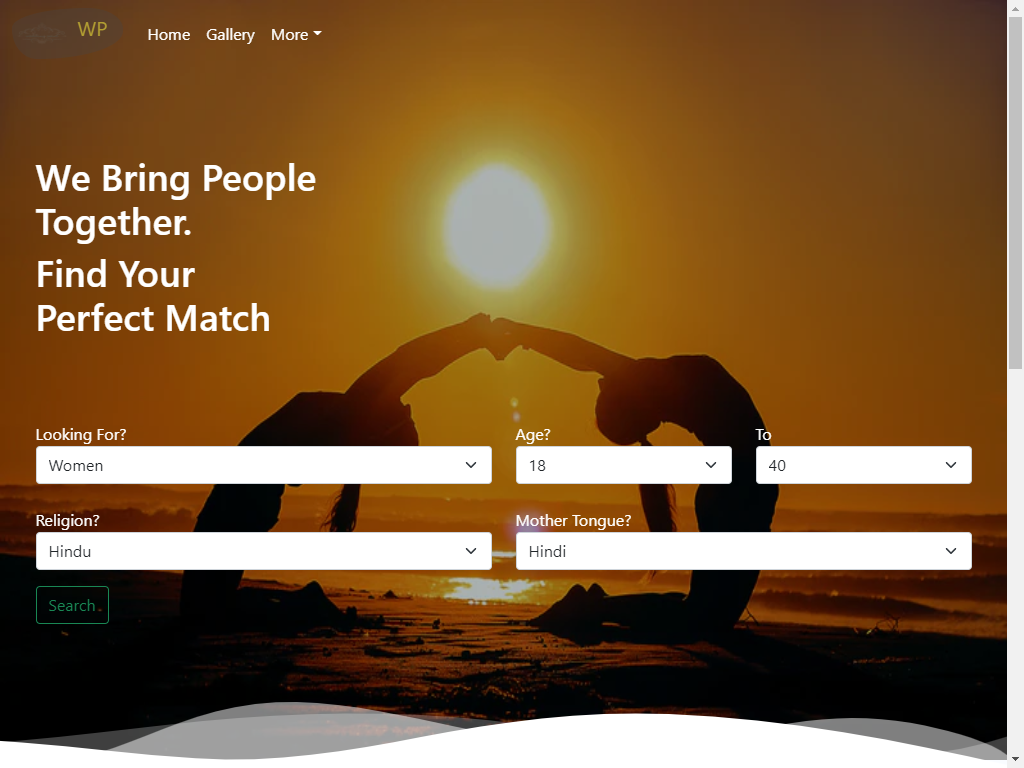 WP
Home Gallery More
We Bring People
Together.
Find Your
Perfect Match
Looking For? Age? To
Women 18 40
Religion? Mother Tongue?
Hindu Hindi
Search